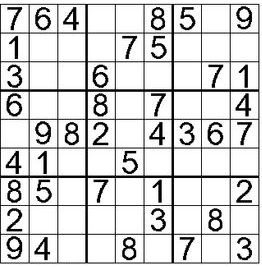 7 6 4 8 5 9
1 7 5
3 6 7 1
6 8 7 4
9 8 2 4 3 6 7
4 1 5
8 5 7 1 2
2 3 8
9 4 8 7 3